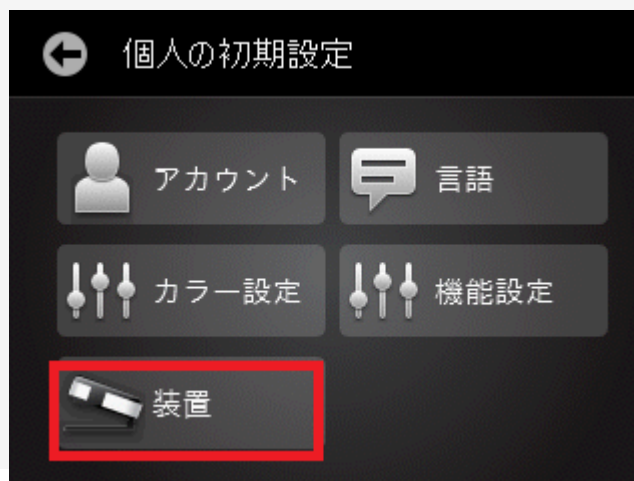 個人の初期設定
アカウント
言語
カラー設定
機能設定
装置